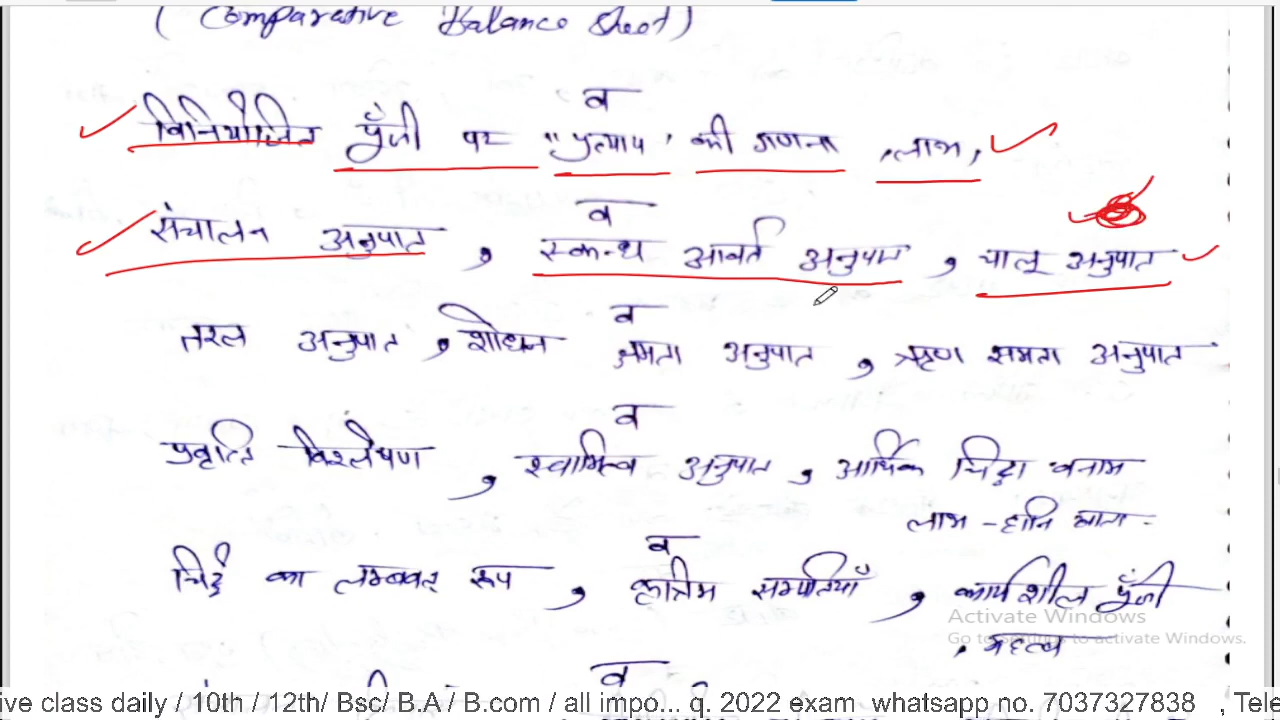 ( Comparative Balance Sheet)
व
विनियोजित पूँजी पर "प्रत्याय" की गणना , लाभ,
व
संचालन अनुपात , स्कन्ध आवर्त अनुपात , चालू अनुपात
व
तरल अनुपात , शोधन क्षमता अनुपात , ऋण क्षमता अनुपात
व
प्रवृत्ति विश्लेषण , स्वामित्व अनुपात , आर्थिक चिट्ठा बनाम
लाभ-हानि खाता
व
चिट्ठे का लम्बवत् रूप , कृत्रिम सम्पत्तियाँ , कार्यशील पूँजी
, महत्व
व
Activate Windows
Go to Settings to activate Windows.
ive class daily / 10th / 12th/ Bsc/ B.A / B.com / all impo... q. 2022 exam whatsapp no. 7037327838 , Tele